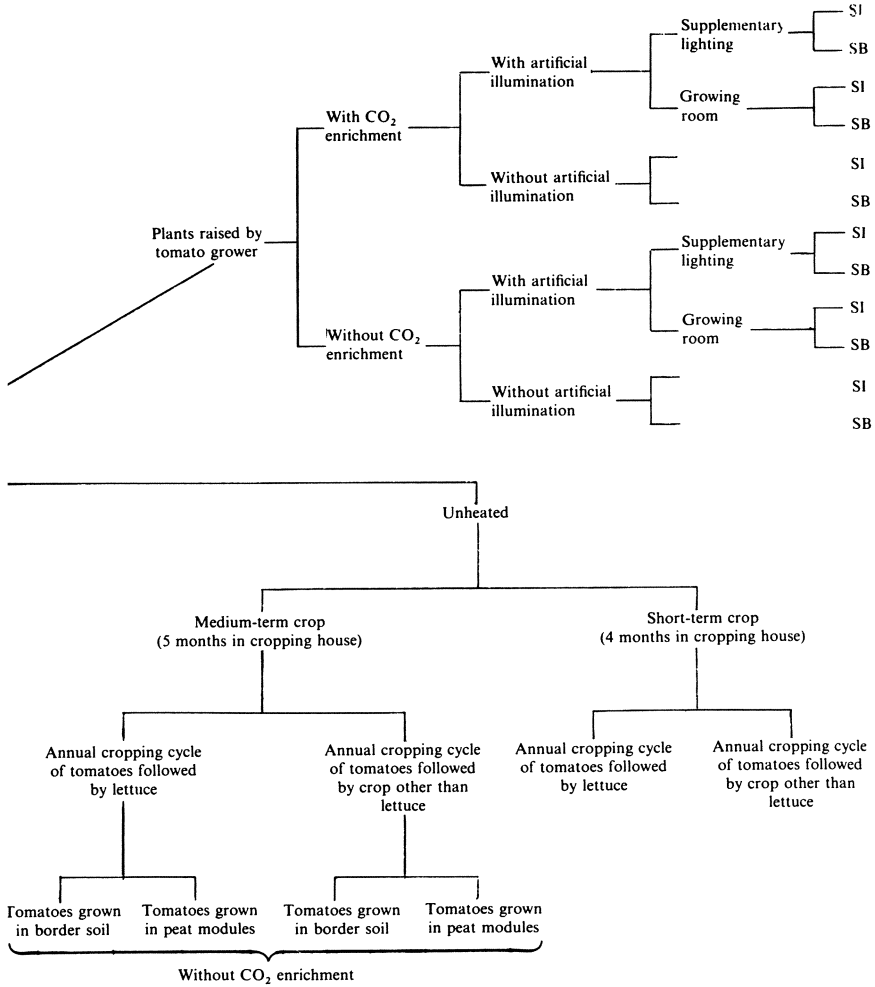 SI
Supplementary
lighting
SB
With artificial
illumination
SI
Growing
room
SB
With CO₂
enrichment
SI
Without artificial
illumination
SB
Plants raised by
tomato grower
SI
Supplementary
lighting
SB
With artificial
illumination
SI
Growing
room
SB
Without CO₂
enrichment
SI
Without artificial
illumination
SB
Unheated
Medium-term crop
(5 months in cropping house)
Short-term crop
(4 months in cropping house)
Annual cropping cycle
of tomatoes followed
by lettuce
Annual cropping cycle
of tomatoes followed
by crop other than
lettuce
Annual cropping cycle
of tomatoes followed
by lettuce
Annual cropping cycle
of tomatoes followed
by crop other than
lettuce
Tomatoes grown
in border soil
Tomatoes grown
in peat modules
Tomatoes grown
in border soil
Tomatoes grown
in peat modules
Without CO₂ enrichment